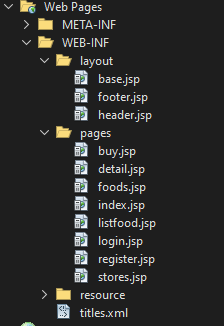 Web Pages
META-INF
WEB-INF
layout
base.jsp
footer.jsp
header.jsp
pages
buy.jsp
detail.jsp
foods.jsp
index.jsp
listfood.jsp
login.jsp
register.jsp
stores.jsp
resource
titles.xml